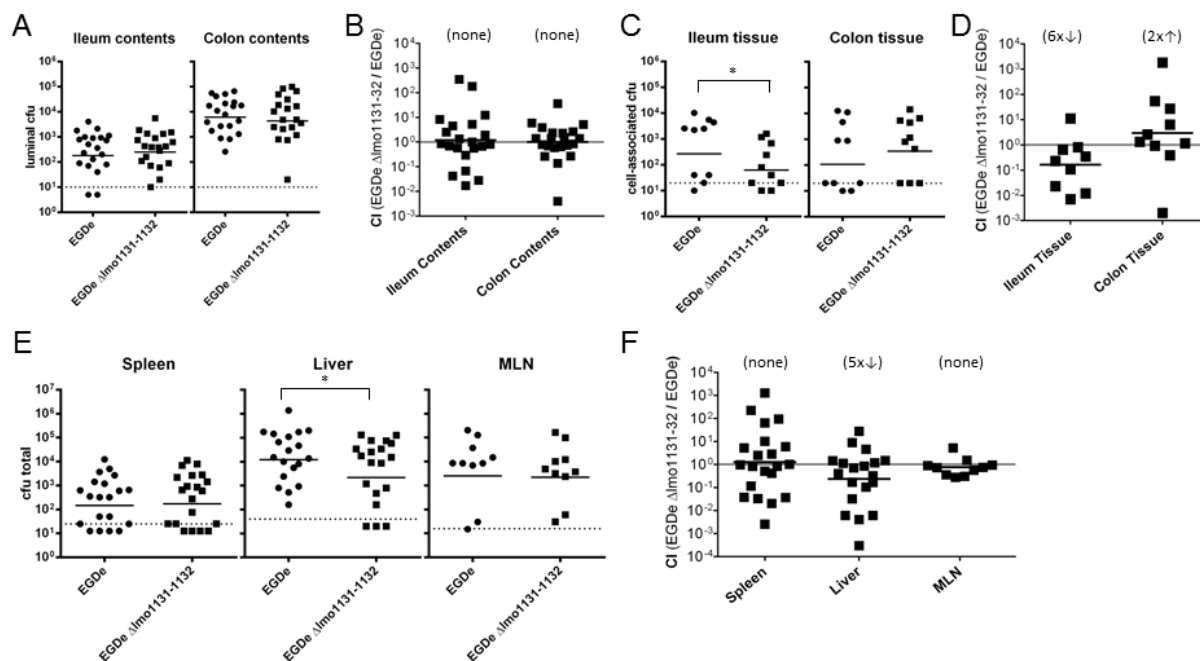 A
Ileum contents
Colon contents
luminal cfu
10⁶
10⁵
10⁴
10³
10²
10¹
10⁰
EGDe
EGDe Δlmo1131-1132
EGDe
EGDe Δlmo1131-1132
B
(none)
(none)
CI (EGDe Δlmo1131-32 / EGDe)
10⁴
10³
10²
10¹
10⁰
10⁻¹
10⁻²
10⁻³
Ileum Contents
Colon Contents
C
Ileum tissue
Colon tissue
*
cell-associated cfu
10⁶
10⁵
10⁴
10³
10²
10¹
10⁰
EGDe
EGDe Δlmo1131-1132
EGDe
EGDe Δlmo1131-1132
D
(6x↓)
(2x↑)
CI (EGDe Δlmo1131-32 / EGDe)
10⁴
10³
10²
10¹
10⁰
10⁻¹
10⁻²
10⁻³
Ileum Tissue
Colon Tissue
E
Spleen
Liver
MLN
*
cfu total
10⁷
10⁶
10⁵
10⁴
10³
10²
10¹
10⁰
EGDe
EGDe Δlmo1131-1132
EGDe
EGDe Δlmo1131-1132
EGDe
EGDe Δlmo1131-1132
F
(none)
(5x↓)
(none)
CI (EGDe Δlmo1131-32 / EGDe)
10⁴
10³
10²
10¹
10⁰
10⁻¹
10⁻²
10⁻³
10⁻⁴
Spleen
Liver
MLN